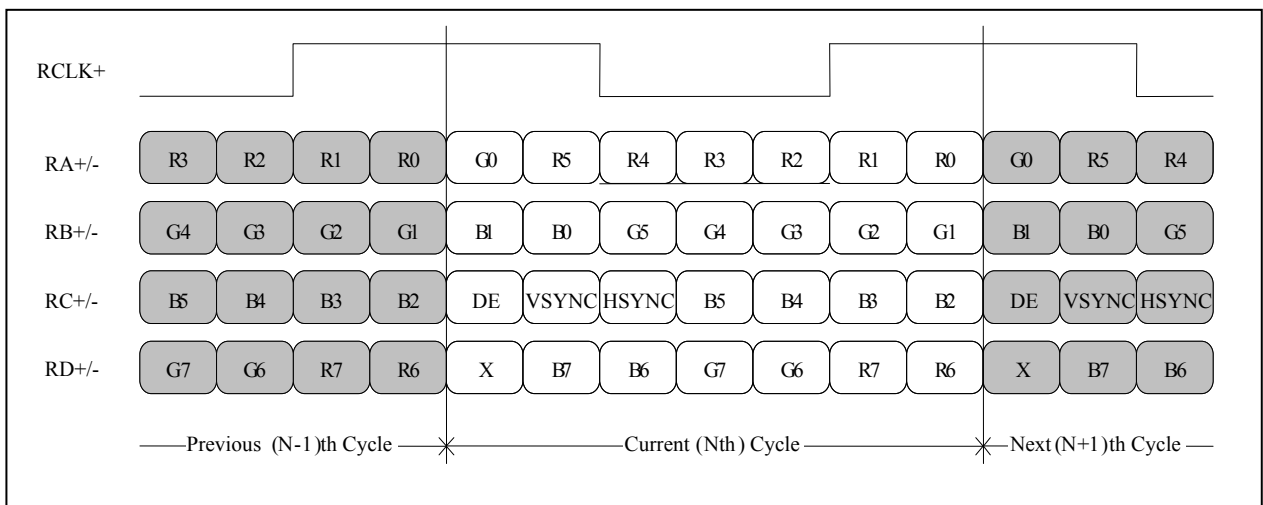 RCLK+
RA+/- R3 R2 R1 R0 G0 R5 R4 R3 R2 R1 R0 G0 R5 R4
RB+/- G4 G3 G2 G1 B1 B0 G5 G4 G3 G2 G1 B1 B0 G5
RC+/- B5 B4 B3 B2 DE VSYNC HSYNC B5 B4 B3 B2 DE VSYNC HSYNC
RD+/- G7 G6 R7 R6 X B7 B6 G7 G6 R7 R6 X B7 B6
Previous (N-1)th Cycle Current (Nth) Cycle Next (N+1)th Cycle